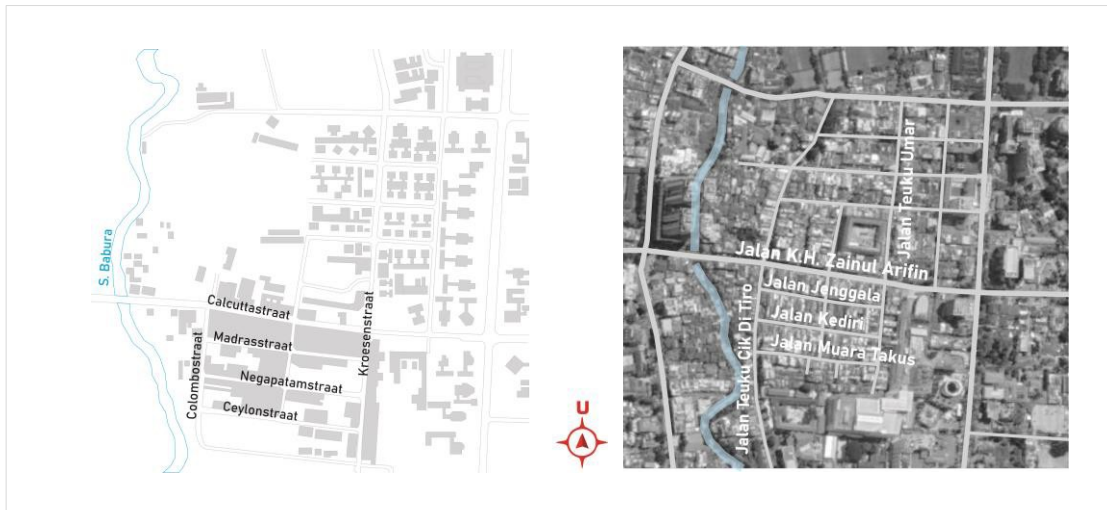 S. Babura
Calcuttastraat
Madrasstraat
Kroesenstraat
Negapatamstraat
Colombostraat
Ceylonstraat
U
Jalan Teuku Umar
Jalan K.H. Zainul Arifin
Jalan Jenggala
Jalan Kediri
Jalan Muara Takus
Jalan Teuku Cik Di Tiro